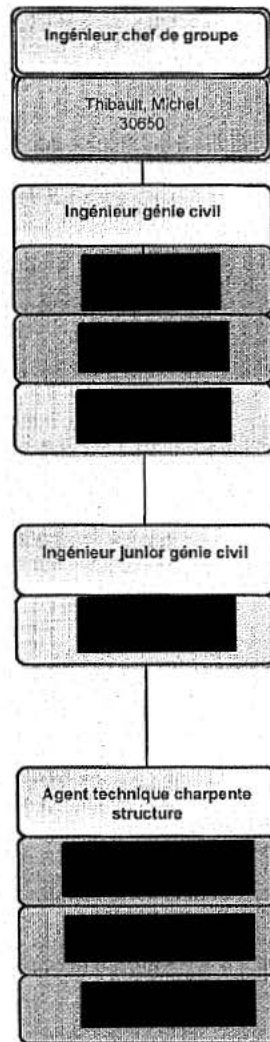 Ingénieur chef de groupe
Thibault, Michel
30650
Ingénieur génie civil
Ingénieur junior génie civil
Agent technique charpente
structure